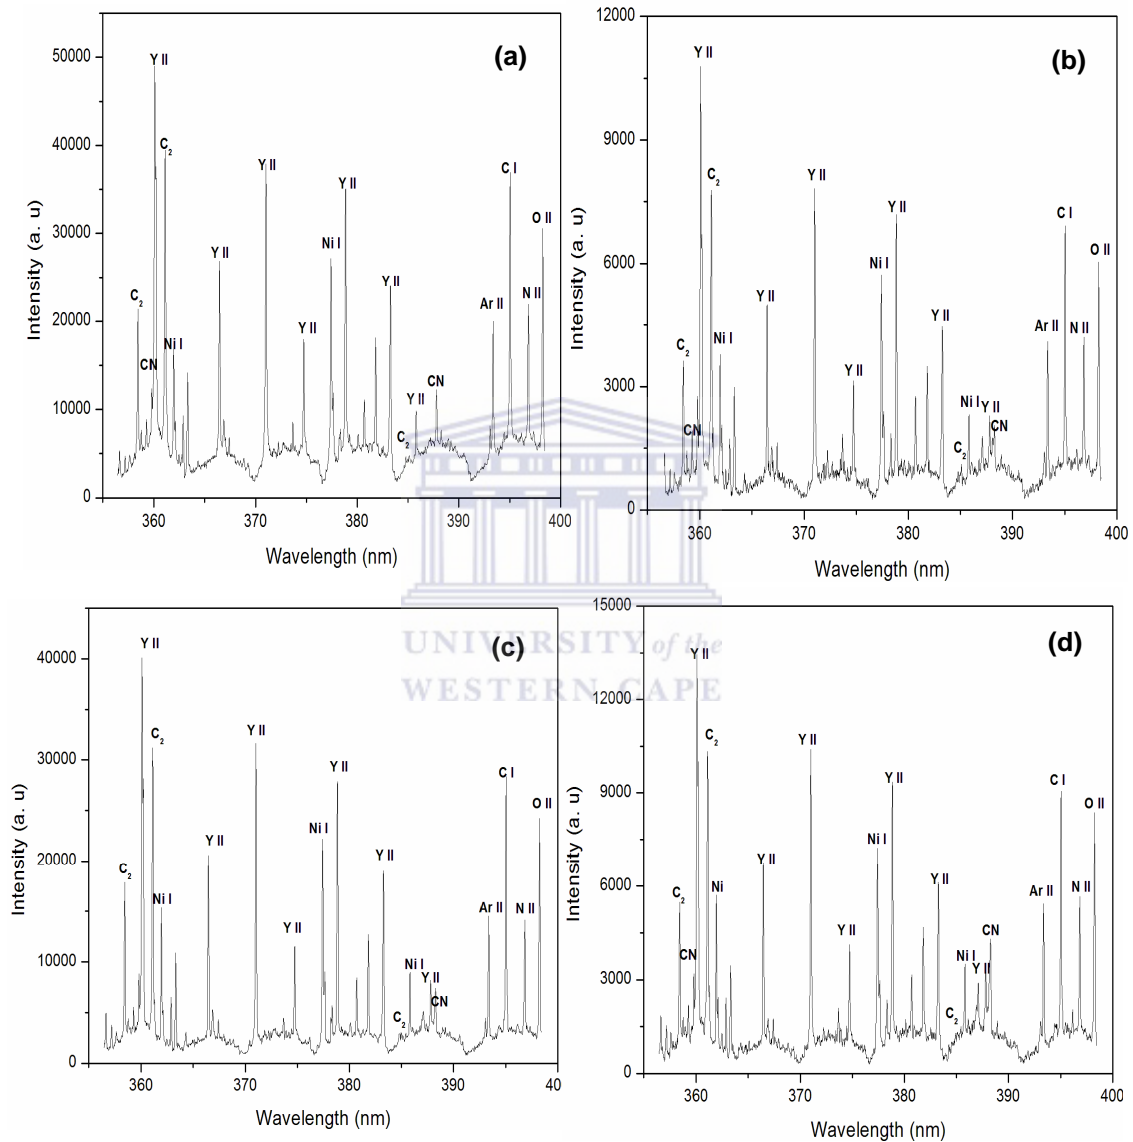 (a)
50000
40000
30000
20000
10000
0
Intensity (a. u)
Y II
C2
Y II
C2
CN
Ni I
Y II
Y II
Ni I
Y II
Y II
C2
Y II
CN
Ar II
C I
N II
O II
360 370 380 390 400
Wavelength (nm)
(b)
12000
9000
6000
3000
0
Intensity (a. u)
Y II
C2
C2
CN
Ni I
Y II
Y II
Y II
Ni I
Y II
Y II
C2
Ni I
Y II
CN
Ar II
C I
N II
O II
360 370 380 390 400
Wavelength (nm)
UNIVERSITY of the
WESTERN CAPE
(c)
40000
30000
20000
10000
0
Intensity (a. u)
Y II
C2
C2
Ni I
Y II
Y II
Y II
Ni I
Y II
Y II
C2
Ni I
Y II
CN
Ar II
C I
N II
O II
360 370 380 390 400
Wavelength (nm)
(d)
15000
12000
9000
6000
3000
0
Intensity (a. u)
Y II
C2
C2
CN
Ni
Y II
Y II
Y II
Ni I
Y II
Y II
C2
Ni I
Y II
CN
Ar II
C I
N II
O II
360 370 380 390 400
Wavelength (nm)